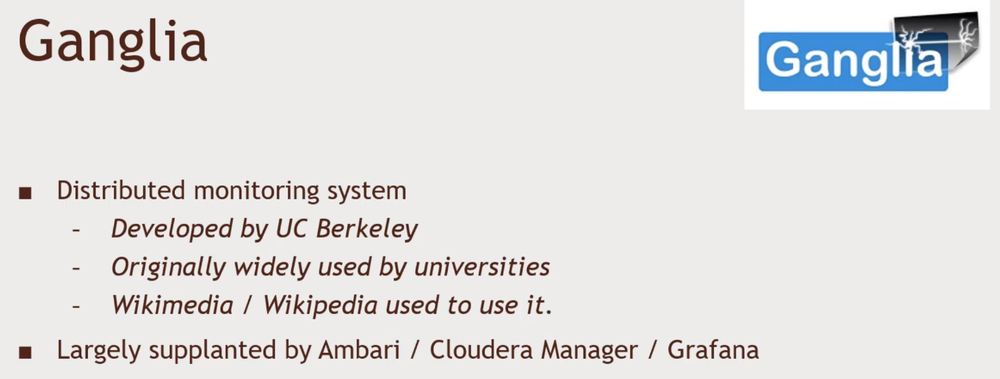 Ganglia
Ganglia
■ Distributed monitoring system
– Developed by UC Berkeley
– Originally widely used by universities
– Wikimedia / Wikipedia used to use it.
■ Largely supplanted by Ambari / Cloudera Manager / Grafana